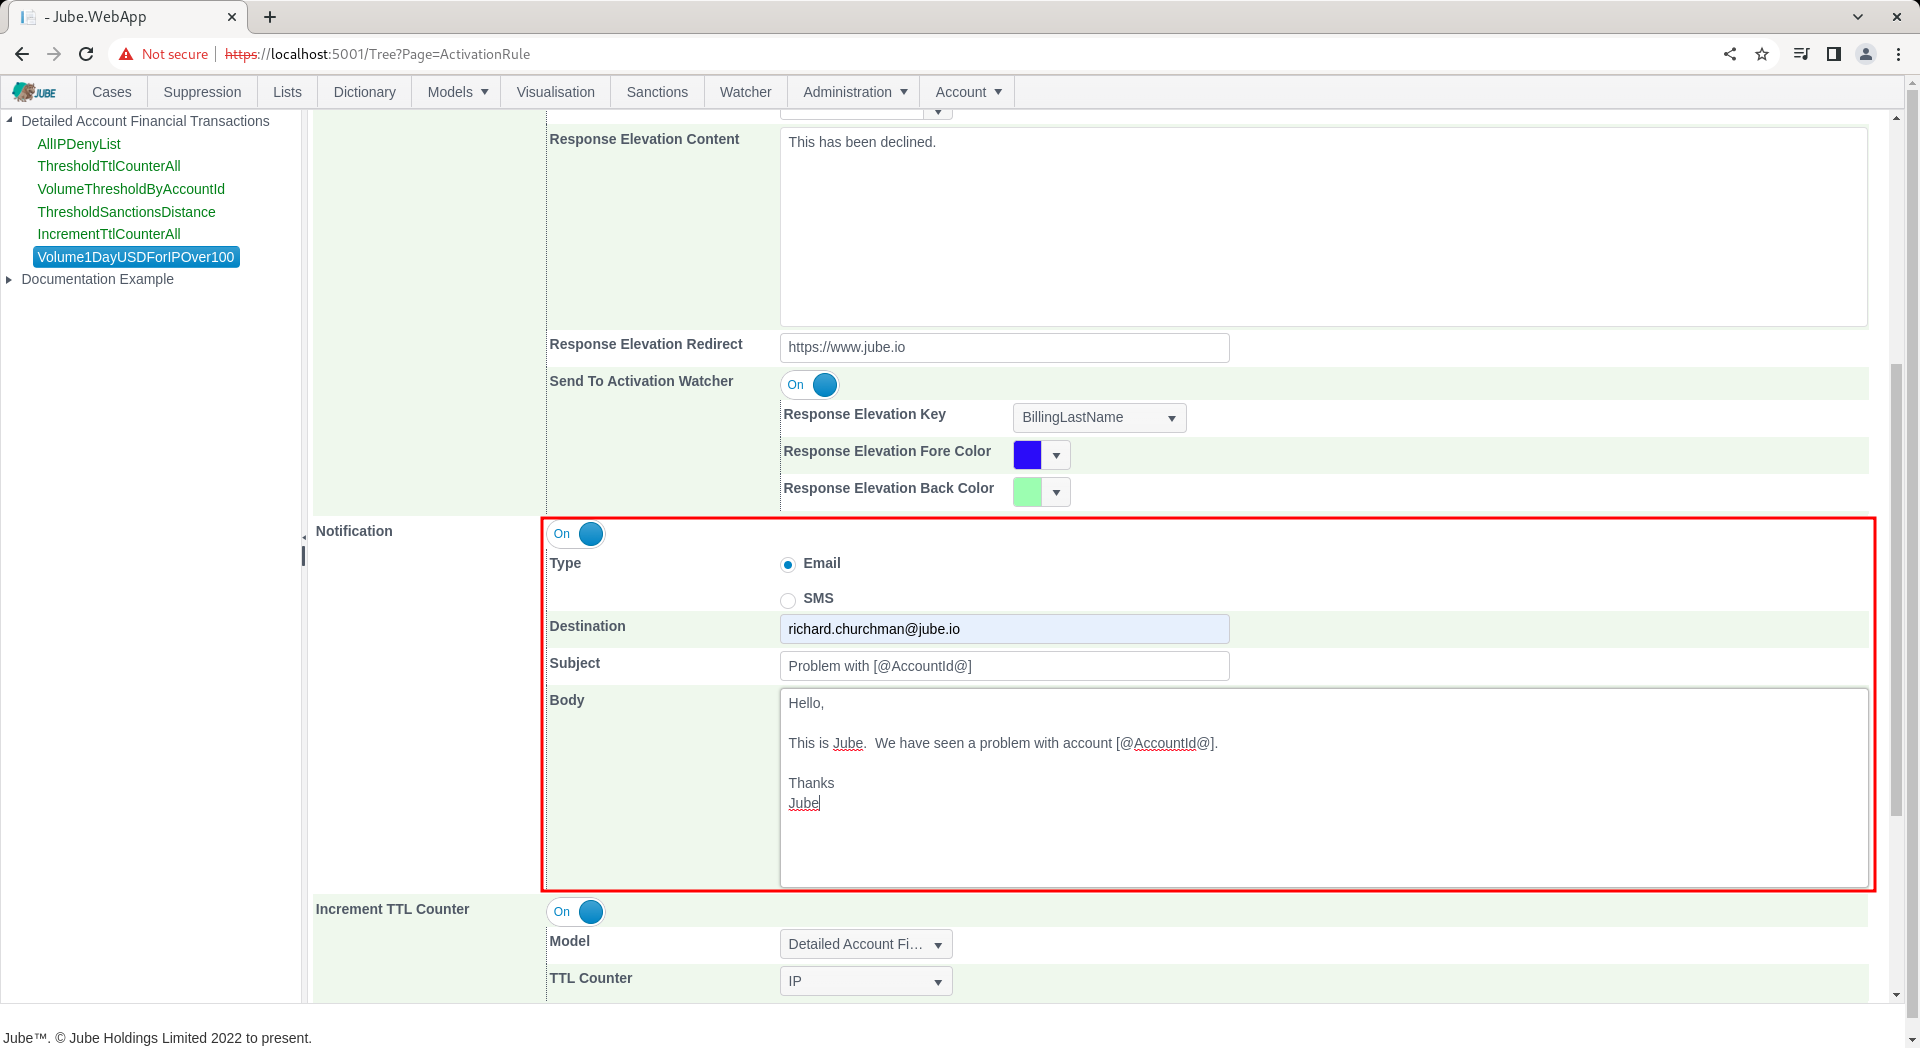 - Jube.WebApp
Not secure
https://localhost:5001/Tree?Page=ActivationRule
JUBE
Cases
Suppression
Lists
Dictionary
Models
Visualisation
Sanctions
Watcher
Administration
Account
Detailed Account Financial Transactions
AllIPDenyList
ThresholdTtlCounterAll
VolumeThresholdByAccountId
ThresholdSanctionsDistance
IncrementTtlCounterAll
Volume1DayUSDForIPOver100
Documentation Example
Response Elevation Content
This has been declined.
Response Elevation Redirect
https://www.jube.io
Send To Activation Watcher
On
Response Elevation Key
BillingLastName
Response Elevation Fore Color
Response Elevation Back Color
Notification
On
Type
Email
SMS
Destination
richard.churchman@jube.io
Subject
Problem with [@AccountId@]
Body
Hello,
This is Jube.  We have seen a problem with account [@AccountId@].
Thanks
Jube
Increment TTL Counter
On
Model
Detailed Account Fi...
TTL Counter
IP
Jube™. © Jube Holdings Limited 2022 to present.